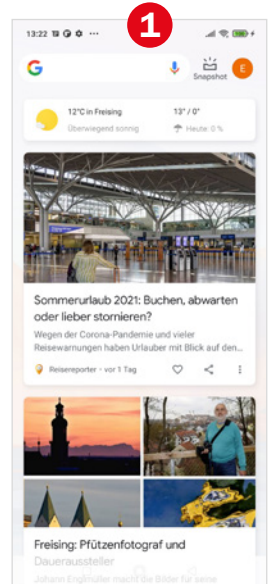 1
13:22
G
Snapshot
E
12°C in Freising
13° / 0°
Überwiegend sonnig
Heute: 0 %
Sommerurlaub 2021: Buchen, abwarten
oder lieber stornieren?
Wegen der Corona-Pandemie und vieler
Reisewarnungen haben Urlauber mit Blick auf den...
Reisereporter - vor 1 Tag
Freising: Pfützenfotograf und
Daueraussteller
Johann Englmüller macht die Bilder für seine